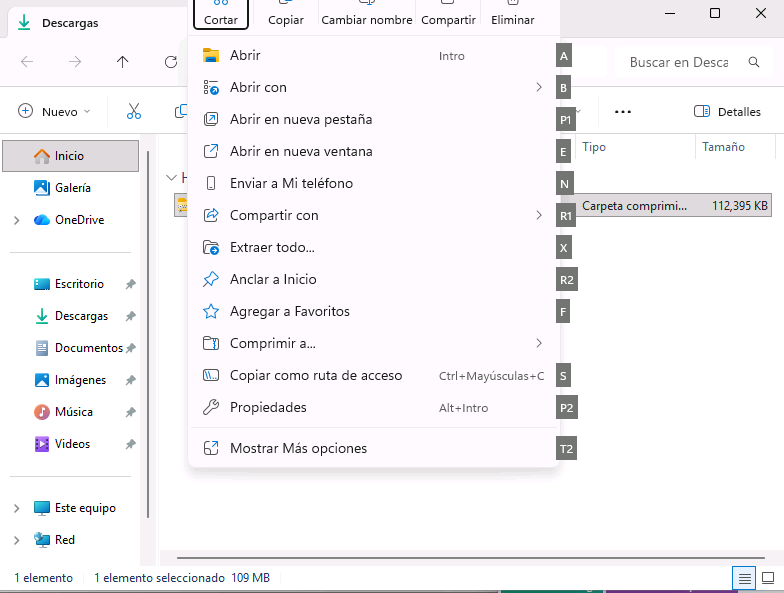 Descargas
Cortar
Copiar
Cambiar nombre
Compartir
Eliminar
Buscar en Desca
Nuevo
Detalles
Abrir Intro A
Abrir con B
Abrir en nueva pestaña P1
Abrir en nueva ventana E
Enviar a Mi teléfono N
Compartir con R1
Extraer todo... X
Anclar a Inicio R2
Agregar a Favoritos F
Comprimir a...
Copiar como ruta de acceso Ctrl+Mayúsculas+C S
Propiedades Alt+Intro P2
Mostrar Más opciones T2
Tipo Tamaño
Carpeta comprimi... 112,395 KB
Inicio
Galería
OneDrive
Escritorio
Descargas
Documentos
Imágenes
Música
Videos
Este equipo
Red
1 elemento 1 elemento seleccionado 109 MB